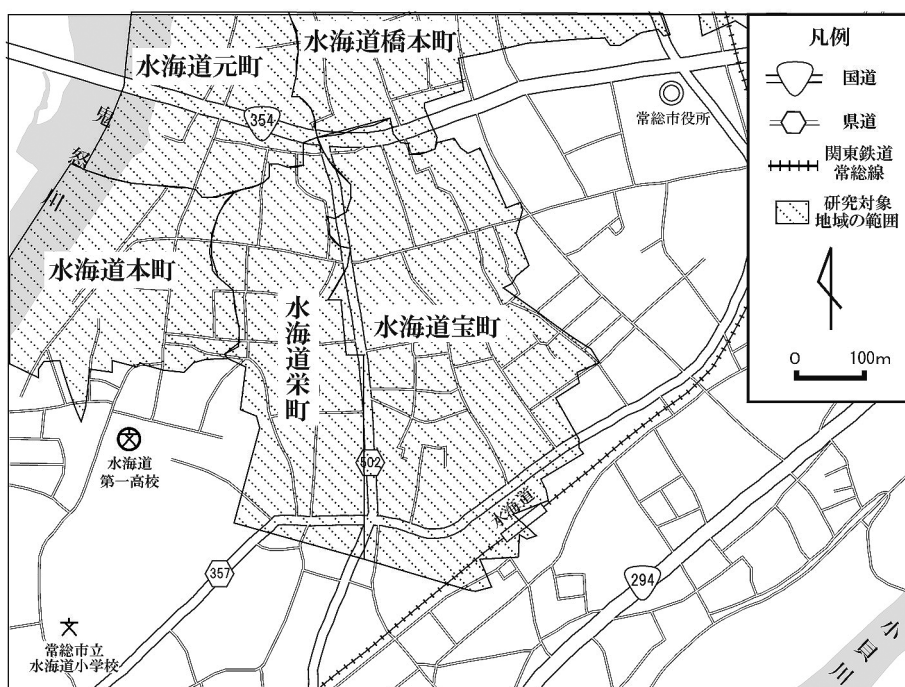 水海道元町
水海道橋本町
354
鬼怒川
常総市役所
水海道本町
水海道栄町
水海道宝町
水海道
第一高校
502
水海道
357
294
常総市立
水海道小学校
小貝川
凡例
国道
県道
関東鉄道
常総線
研究対象
地域の範囲
0 100m